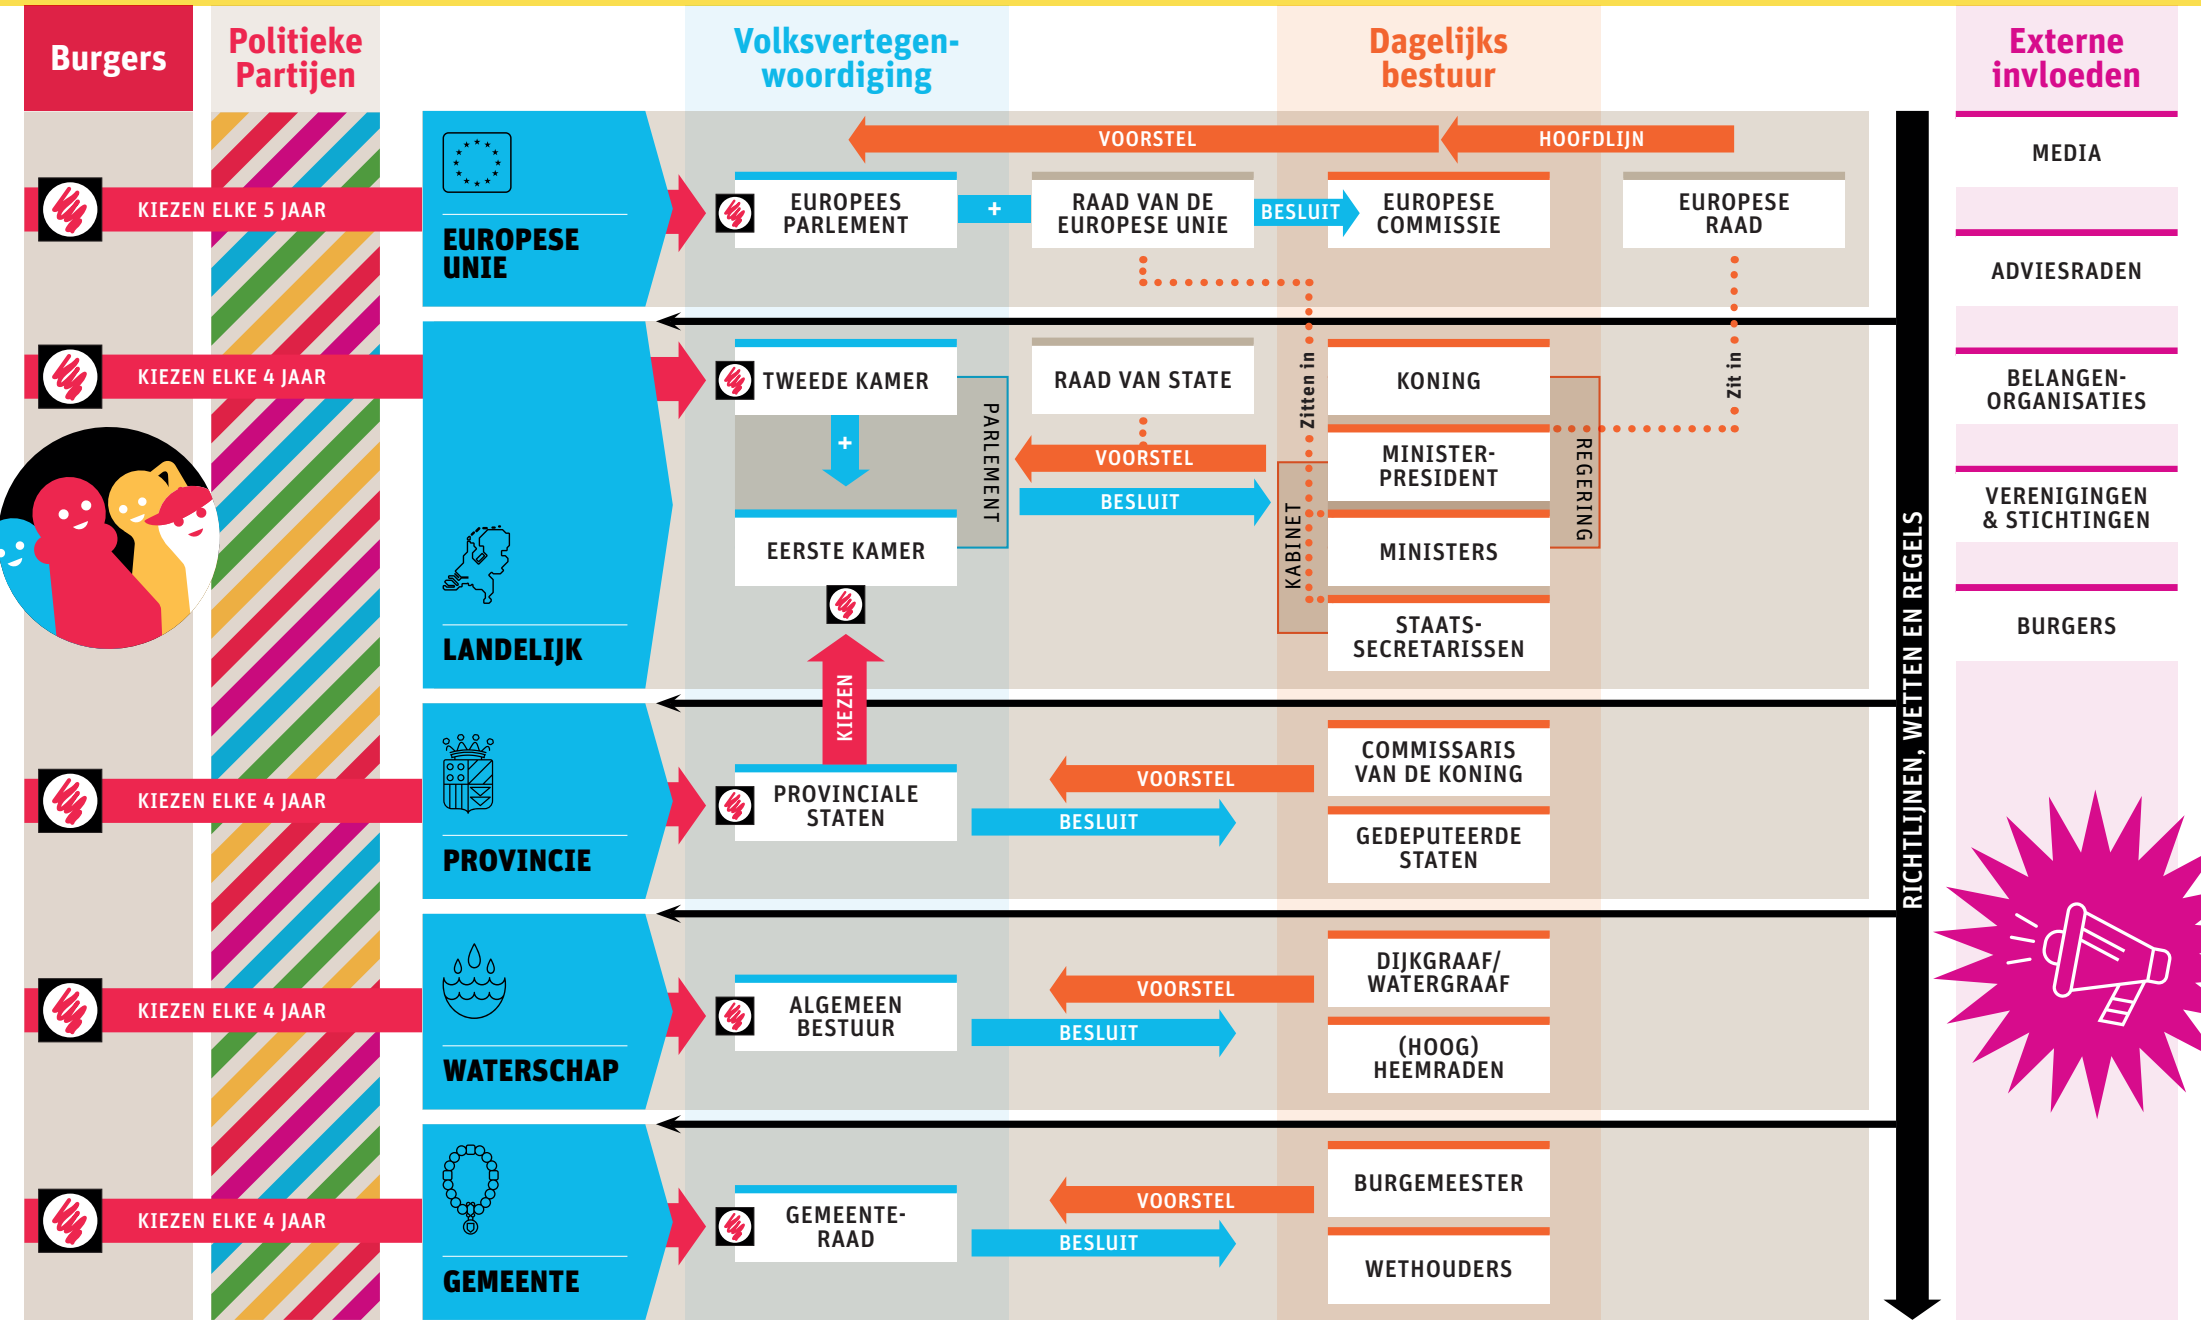 Burgers
Politieke
Partijen
Volksvertegen-
woordiging
Dagelijks
bestuur
Externe
invloeden
KIEZEN ELKE 5 JAAR
EUROPESE
UNIE
VOORSTEL
HOOFDLIJN
EUROPEES
PARLEMENT
+
RAAD VAN DE
EUROPESE UNIE
BESLUIT
EUROPESE
COMMISSIE
EUROPESE
RAAD
KIEZEN ELKE 4 JAAR
LANDELIJK
TWEEDE KAMER
+
EERSTE KAMER
PARLEMENT
RAAD VAN STATE
VOORSTEL
BESLUIT
Zitten in
KABINET
KONING
MINISTER-
PRESIDENT
MINISTERS
STAATS-
SECRETARISSEN
REGERING
Zit in
KIEZEN
KIEZEN ELKE 4 JAAR
PROVINCIE
PROVINCIALE
STATEN
VOORSTEL
BESLUIT
COMMISSARIS
VAN DE KONING
GEDEPUTEERDE
STATEN
KIEZEN ELKE 4 JAAR
WATERSCHAP
ALGEMEEN
BESTUUR
VOORSTEL
BESLUIT
DIJKGRAAF/
WATERGRAAF
(HOOG)
HEEMRADEN
KIEZEN ELKE 4 JAAR
GEMEENTE
GEMEENTE-
RAAD
VOORSTEL
BESLUIT
BURGEMEESTER
WETHOUDERS
RICHTLIJNEN, WETTEN EN REGELS
MEDIA
ADVIESRADEN
BELANGEN-
ORGANISATIES
VERENIGINGEN
& STICHTINGEN
BURGERS